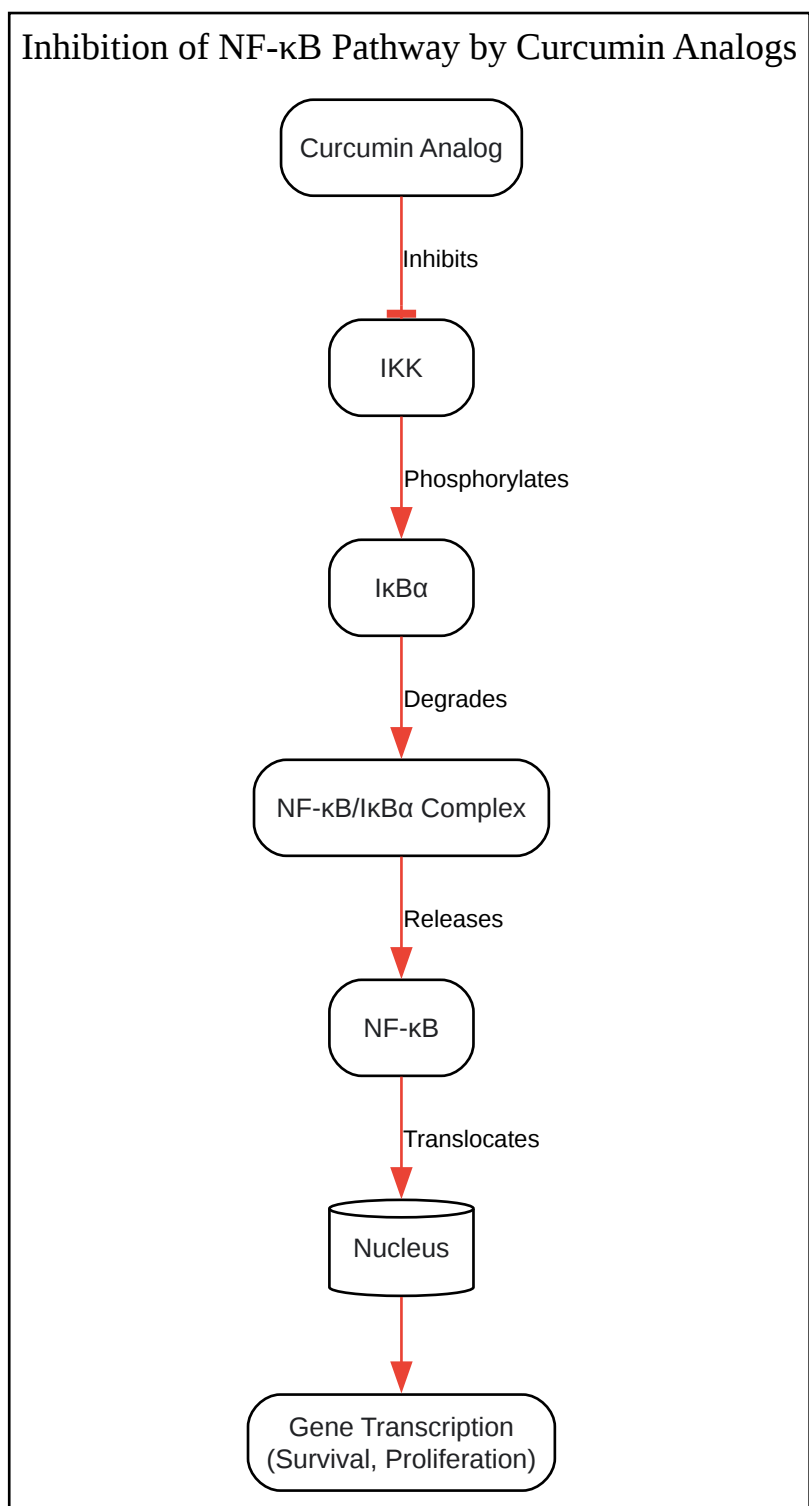 Inhibition of NF-κB Pathway by Curcumin Analogs
Curcumin Analog
Inhibits
IKK
Phosphorylates
IκBα
Degrades
NF-κB/IκBα Complex
Releases
NF-κB
Translocates
Nucleus
Gene Transcription
(Survival, Proliferation)